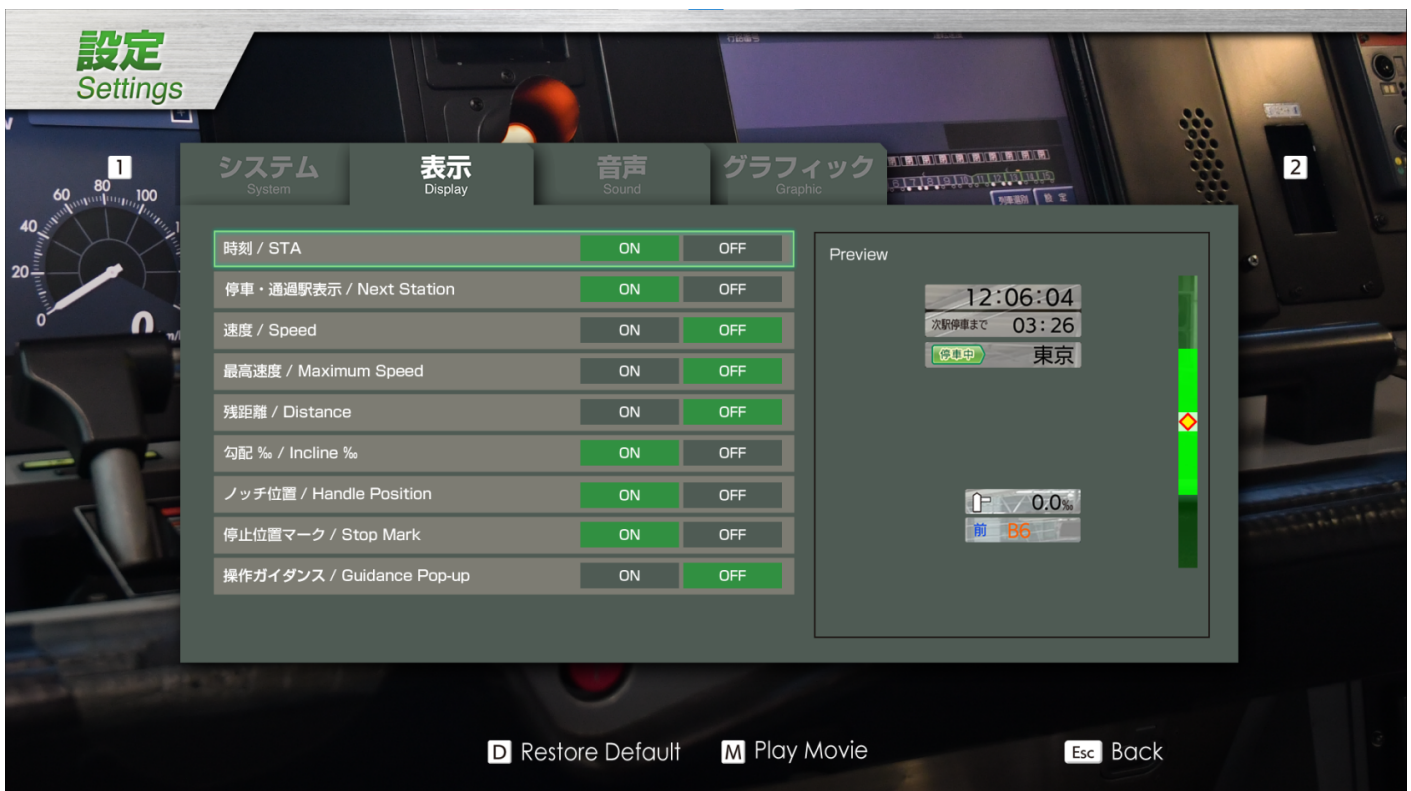 設定
Settings
1
2
システム
System
表示
Display
音声
Sound
グラフィック
Graphic
20
40
60
80
100
0
0
時刻 / STA ON OFF
停車・通過駅表示 / Next Station ON OFF
速度 / Speed ON OFF
最高速度 / Maximum Speed ON OFF
残距離 / Distance ON OFF
勾配 ‰ / Incline ‰ ON OFF
ノッチ位置 / Handle Position ON OFF
停止位置マーク / Stop Mark ON OFF
操作ガイダンス / Guidance Pop-up ON OFF
Preview
12:06:04
次駅停車まで 03:26
停車中 東京
0.0‰
前 B6
D Restore Default M Play Movie Esc Back